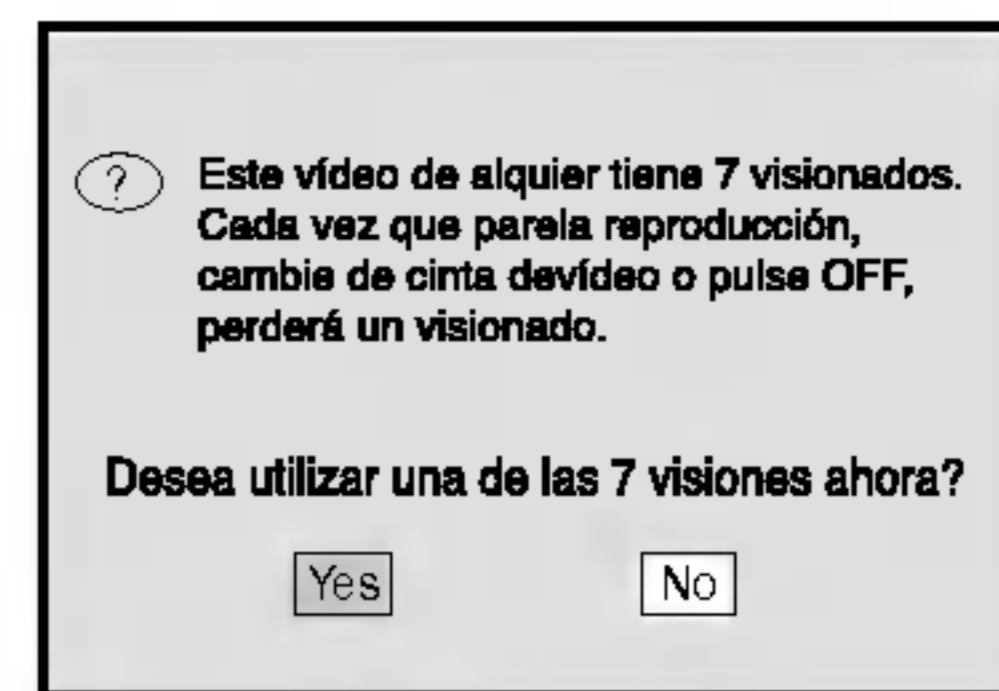 ?
Este vídeo de alquier tiene 7 visionados.
Cada vez que parela reproducción,
cambie de cinta devídeo o pulse OFF,
perderá un visionado.
Desea utilizar una de las 7 visiones ahora?
Yes No